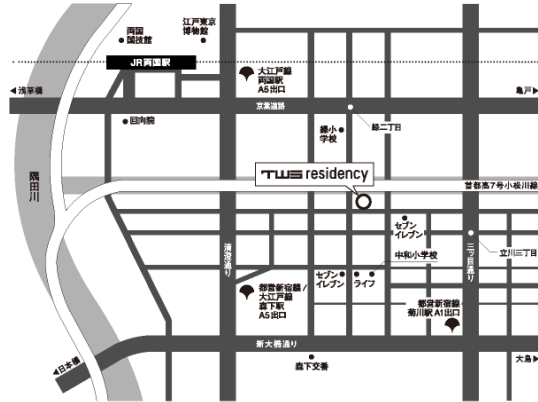 江戸東京
博物館
両国
国技館
JR両国駅
大江戸線
両国駅
A5出口
浅草橋
亀戸
京葉道路
回向院
緑小
学校
緑二丁目
TWS residency
首都高7号小松川線
隅田川
セブン
イレブン
清澄通り
三ッ目通り
立川三丁目
中和小学校
セブン
イレブン
ライフ
都営新宿線/
大江戸線
森下駅
A5出口
都営新宿線
菊川駅 A1出口
新大橋通り
日本橋
森下交番
大島